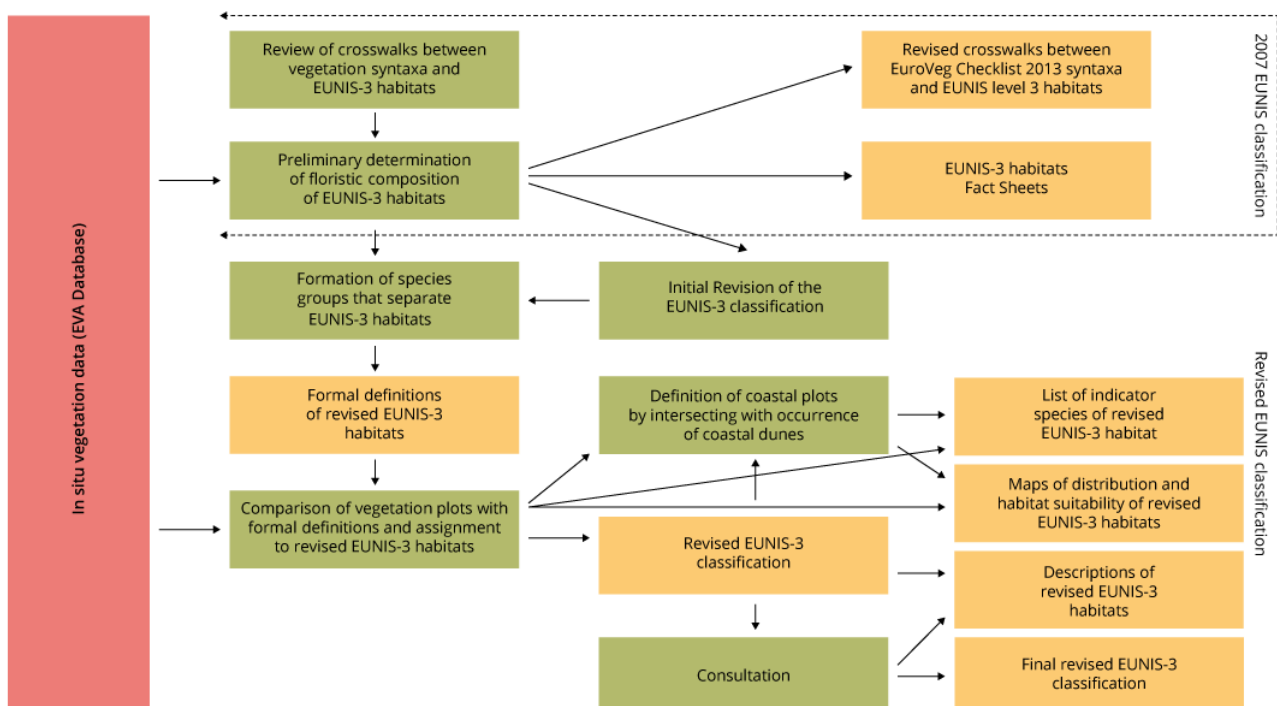 In situ vegetation data (EVA Database)
Review of crosswalks between
vegetation syntaxa and
EUNIS-3 habitats
Revised crosswalks between
EuroVeg Checklist 2013 syntaxa
and EUNIS level 3 habitats
2007 EUNIS classification
Preliminary determination
of floristic composition
of EUNIS-3 habitats
EUNIS-3 habitats
Fact Sheets
Formation of species
groups that separate
EUNIS-3 habitats
Initial Revision of the
EUNIS-3 classification
Formal definitions
of revised EUNIS-3
habitats
Definition of coastal plots
by intersecting with occurrence
of coastal dunes
List of indicator
species of revised
EUNIS-3 habitat
Revised EUNIS classification
Comparison of vegetation plots with
formal definitions and assignment
to revised EUNIS-3 habitats
Maps of distribution and
habitat suitability of revised
EUNIS-3 habitats
Revised EUNIS-3
classification
Descriptions of
revised EUNIS-3
habitats
Consultation
Final revised EUNIS-3
classification